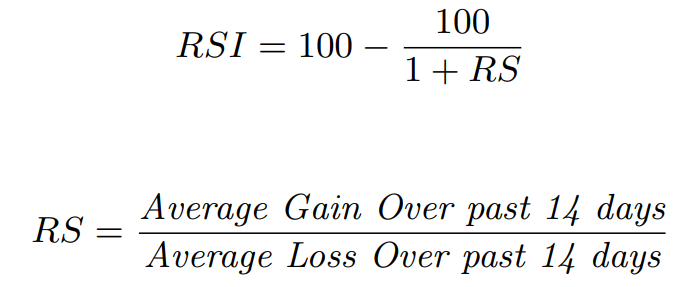 RSI = 100 − 100 / (1 + RS)
RS = Average Gain Over past 14 days / Average Loss Over past 14 days